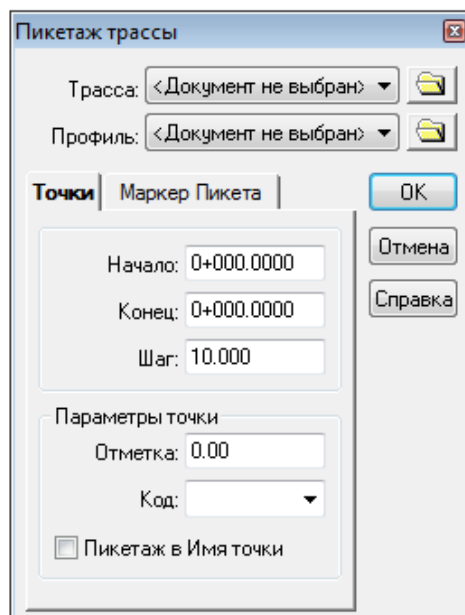 Пикетаж трассы
Трасса: <Документ не выбран>
Профиль: <Документ не выбран>
Точки Маркер Пикета
OK
Отмена
Справка
Начало: 0+000.0000
Конец: 0+000.0000
Шаг: 10.000
Параметры точки
Отметка: 0.00
Код:
Пикетаж в Имя точки